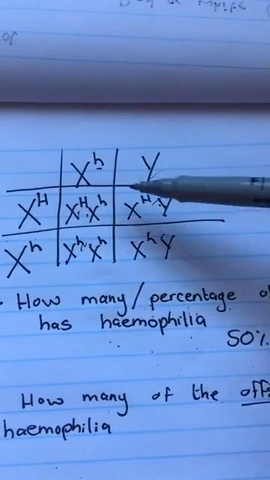 of
Xʰ Y
Xᴴ XᴴXʰ XᴴY
Xʰ XʰXʰ XʰY
How many/percentage
has haemophilia
50%
How many of the
haemophilia